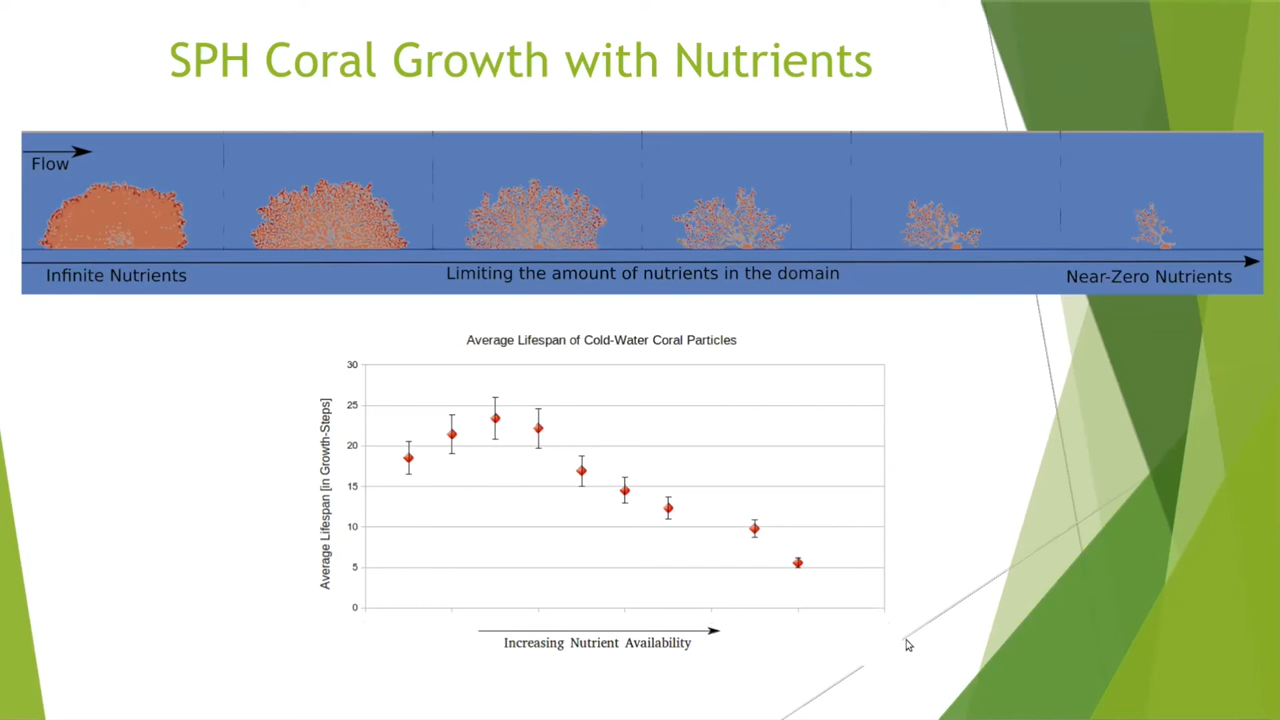 SPH Coral Growth with Nutrients
Flow
Infinite Nutrients
Limiting the amount of nutrients in the domain
Near-Zero Nutrients
Average Lifespan of Cold-Water Coral Particles
Average Lifespan [in Growth-Steps]
30
25
20
15
10
5
0
Increasing Nutrient Availability